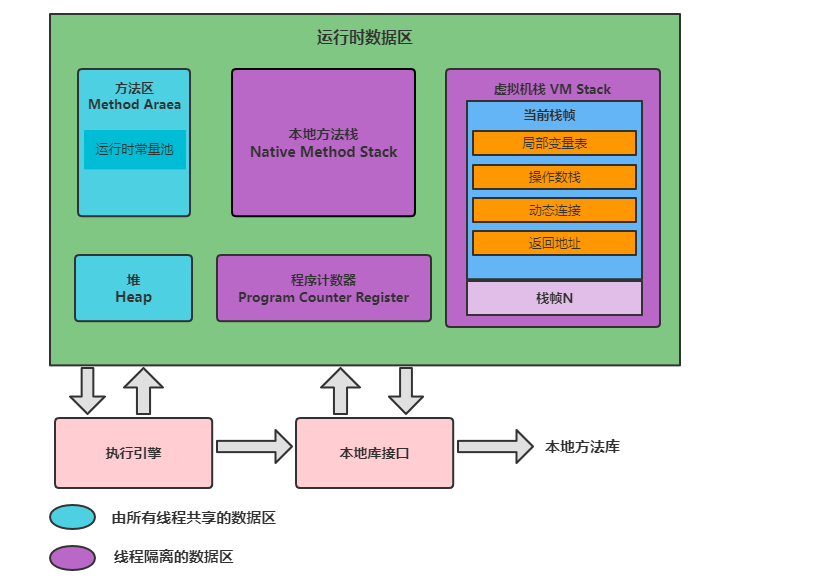 运行时数据区
方法区
Method Araea
运行时常量池
本地方法栈
Native Method Stack
虚拟机栈 VM Stack
当前栈帧
局部变量表
操作数栈
动态连接
返回地址
栈帧N
堆
Heap
程序计数器
Program Counter Register
执行引擎
本地库接口
本地方法库
由所有线程共享的数据区
线程隔离的数据区